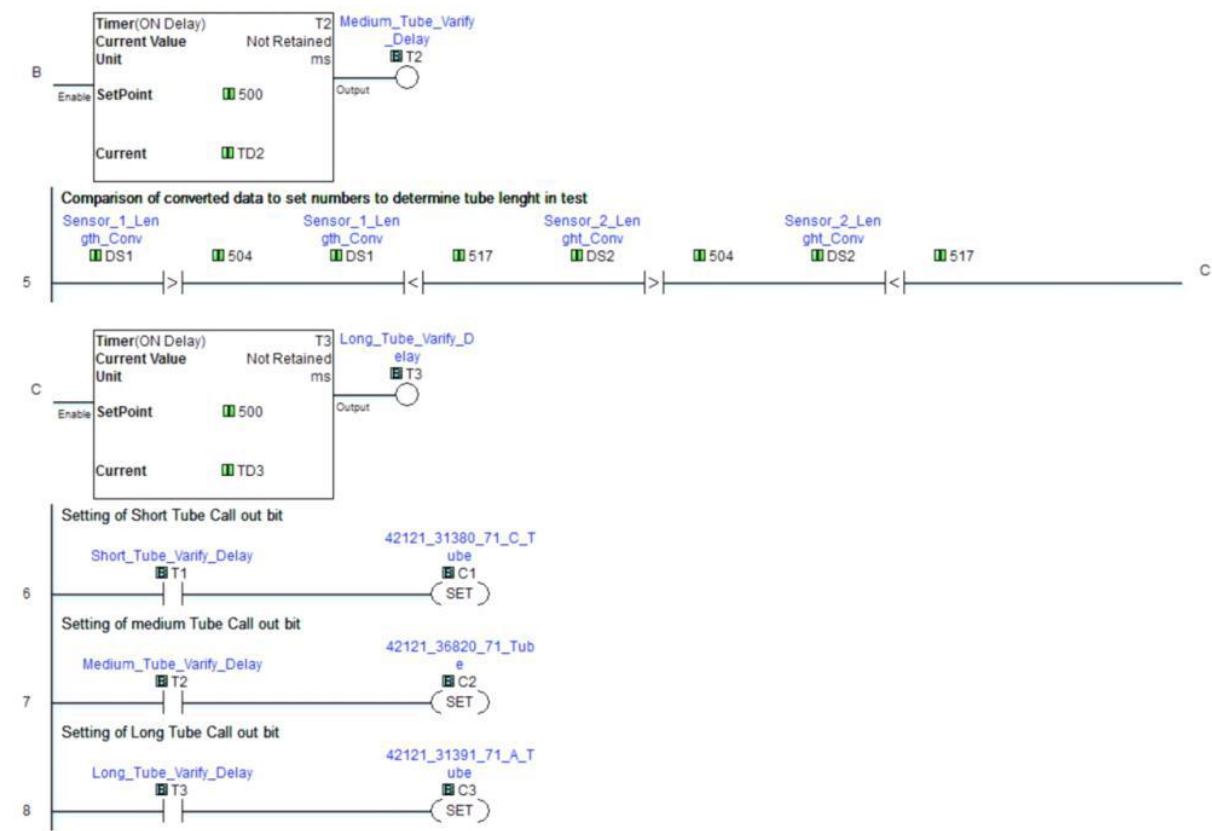 Timer(ON Delay) T2
Current Value Not Retained
Unit ms
Medium_Tube_Varify
_Delay
T2
B
Enable
SetPoint 500
Output
Current TD2
Comparison of converted data to set numbers to determine tube lenght in test
Sensor_1_Len Sensor_1_Len Sensor_2_Len Sensor_2_Len
gth_Conv gth_Conv ght_Conv ght_Conv
DS1 504 DS1 517 DS2 504 DS2 517
5 > < > < C
Timer(ON Delay) T3
Current Value Not Retained
Unit ms
Long_Tube_Varify_D
elay
T3
C
Enable
SetPoint 500
Output
Current TD3
Setting of Short Tube Call out bit
42121_31380_71_C_T
Short_Tube_Varify_Delay ube
T1 C1
6 SET
Setting of medium Tube Call out bit
42121_36820_71_Tub
Medium_Tube_Varify_Delay e
T2 C2
7 SET
Setting of Long Tube Call out bit
42121_31391_71_A_T
Long_Tube_Varify_Delay ube
T3 C3
8 SET